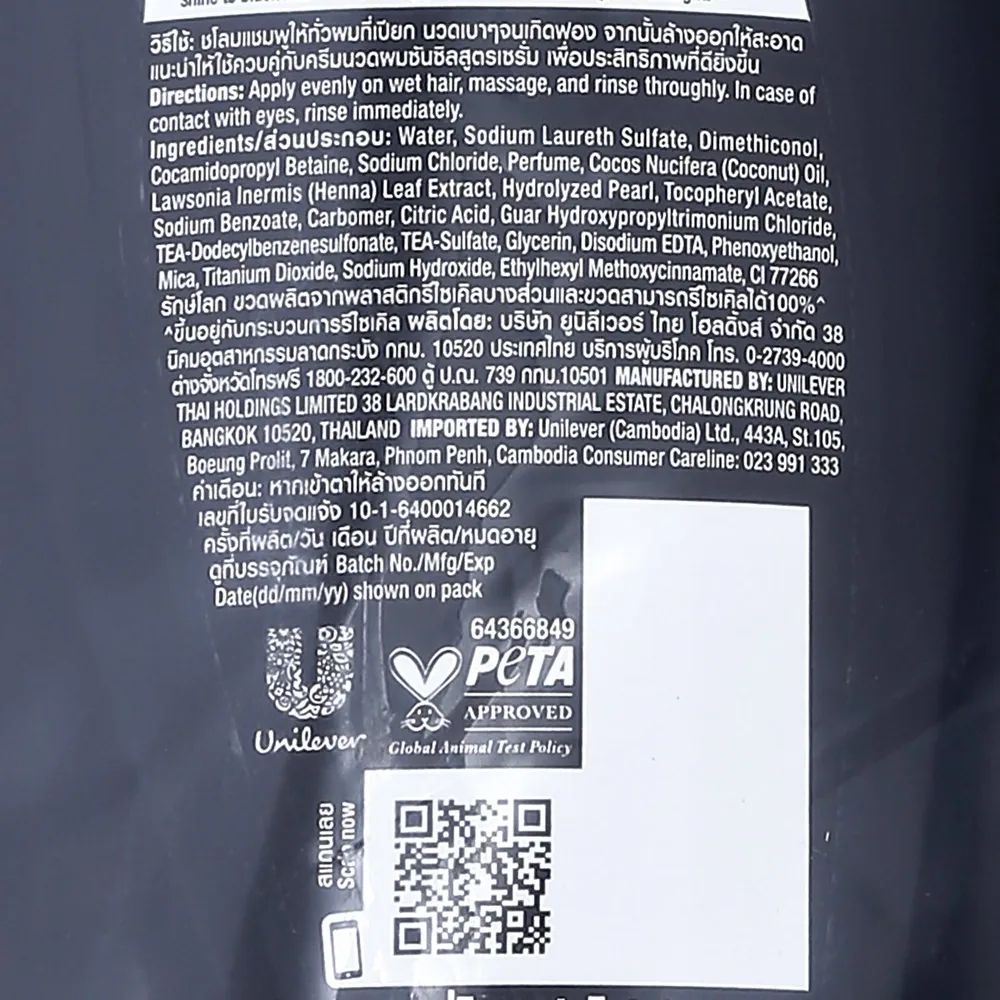 วิธีใช้: ชโลมแชมพูให้ทั่วผมที่เปียก นวดเบาๆจนเกิดฟอง จากนั้นล้างออกให้สะอาด
แนะนำให้ใช้ควบคู่กับครีมนวดผมซันซิลสูตรเซรั่ม เพื่อประสิทธิภาพที่ดียิ่งขึ้น
Directions: Apply evenly on wet hair, massage, and rinse throughly. In case of
contact with eyes, rinse immediately.
Ingredients/ส่วนประกอบ: Water, Sodium Laureth Sulfate, Dimethiconol,
Cocamidopropyl Betaine, Sodium Chloride, Perfume, Cocos Nucifera (Coconut) Oil,
Lawsonia Inermis (Henna) Leaf Extract, Hydrolyzed Pearl, Tocopheryl Acetate,
Sodium Benzoate, Carbomer, Citric Acid, Guar Hydroxypropyltrimonium Chloride,
TEA-Dodecylbenzenesulfonate, TEA-Sulfate, Glycerin, Disodium EDTA, Phenoxyethanol,
Mica, Titanium Dioxide, Sodium Hydroxide, Ethylhexyl Methoxycinnamate, CI 77266
รักษ์โลก ขวดผลิตจากพลาสติกรีไซเคิลบางส่วนและขวดสามารถรีไซเคิลได้100%^
^ขึ้นอยู่กับกระบวนการรีไซเคิล ผลิตโดย: บริษัท ยูนิลีเวอร์ ไทย โฮลดิ้งส์ จำกัด 38
นิคมอุตสาหกรรมลาดกระบัง กทม. 10520 ประเทศไทย บริการผู้บริโภค โทร. 0-2739-4000
ต่างจังหวัดโทรฟรี 1800-232-600 ตู้ ป.ณ. 739 กทม.10501 MANUFACTURED BY: UNILEVER
THAI HOLDINGS LIMITED 38 LARDKRABANG INDUSTRIAL ESTATE, CHALONGKRUNG ROAD,
BANGKOK 10520, THAILAND IMPORTED BY: Unilever (Cambodia) Ltd., 443A, St.105,
Boeung Prolit, 7 Makara, Phnom Penh, Cambodia Consumer Careline: 023 991 333
คำเตือน: หากเข้าตาให้ล้างออกทันที
เลขที่ใบรับจดแจ้ง 10-1-6400014662
ครั้งที่ผลิต/วัน เดือน ปีที่ผลิต/หมดอายุ
ดูที่บรรจุภัณฑ์ Batch No./Mfg/Exp
Date(dd/mm/yy) shown on pack
64366849
PETA
APPROVED
Global Animal Test Policy
Unilever
สแกนเลย
Scan now